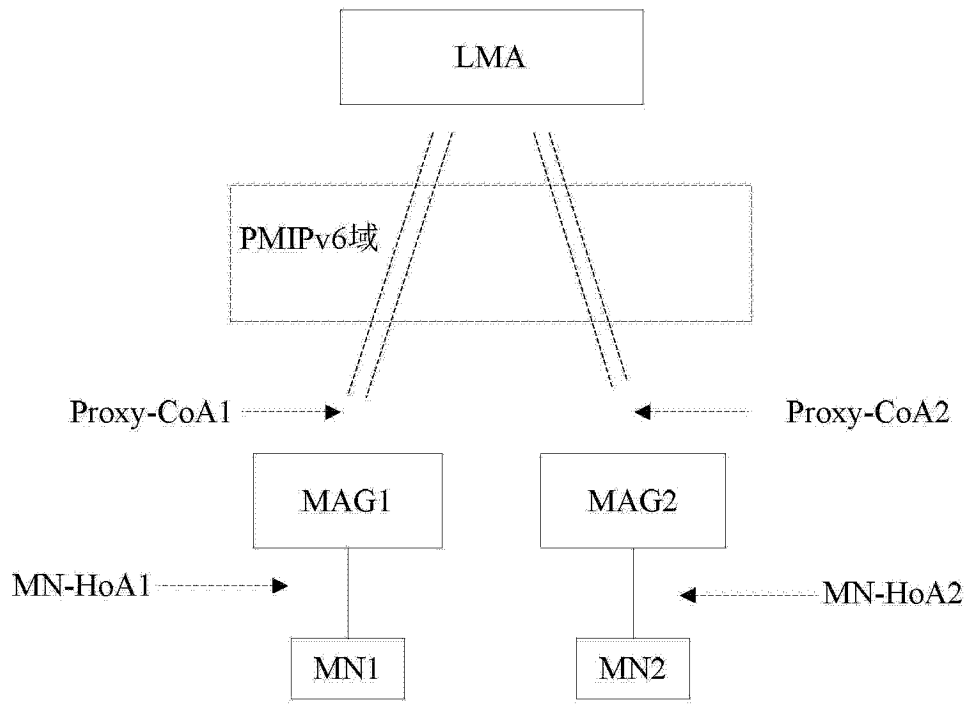 LMA
PMIPv6域
Proxy-CoA1
Proxy-CoA2
MAG1
MAG2
MN-HoA1
MN-HoA2
MN1
MN2